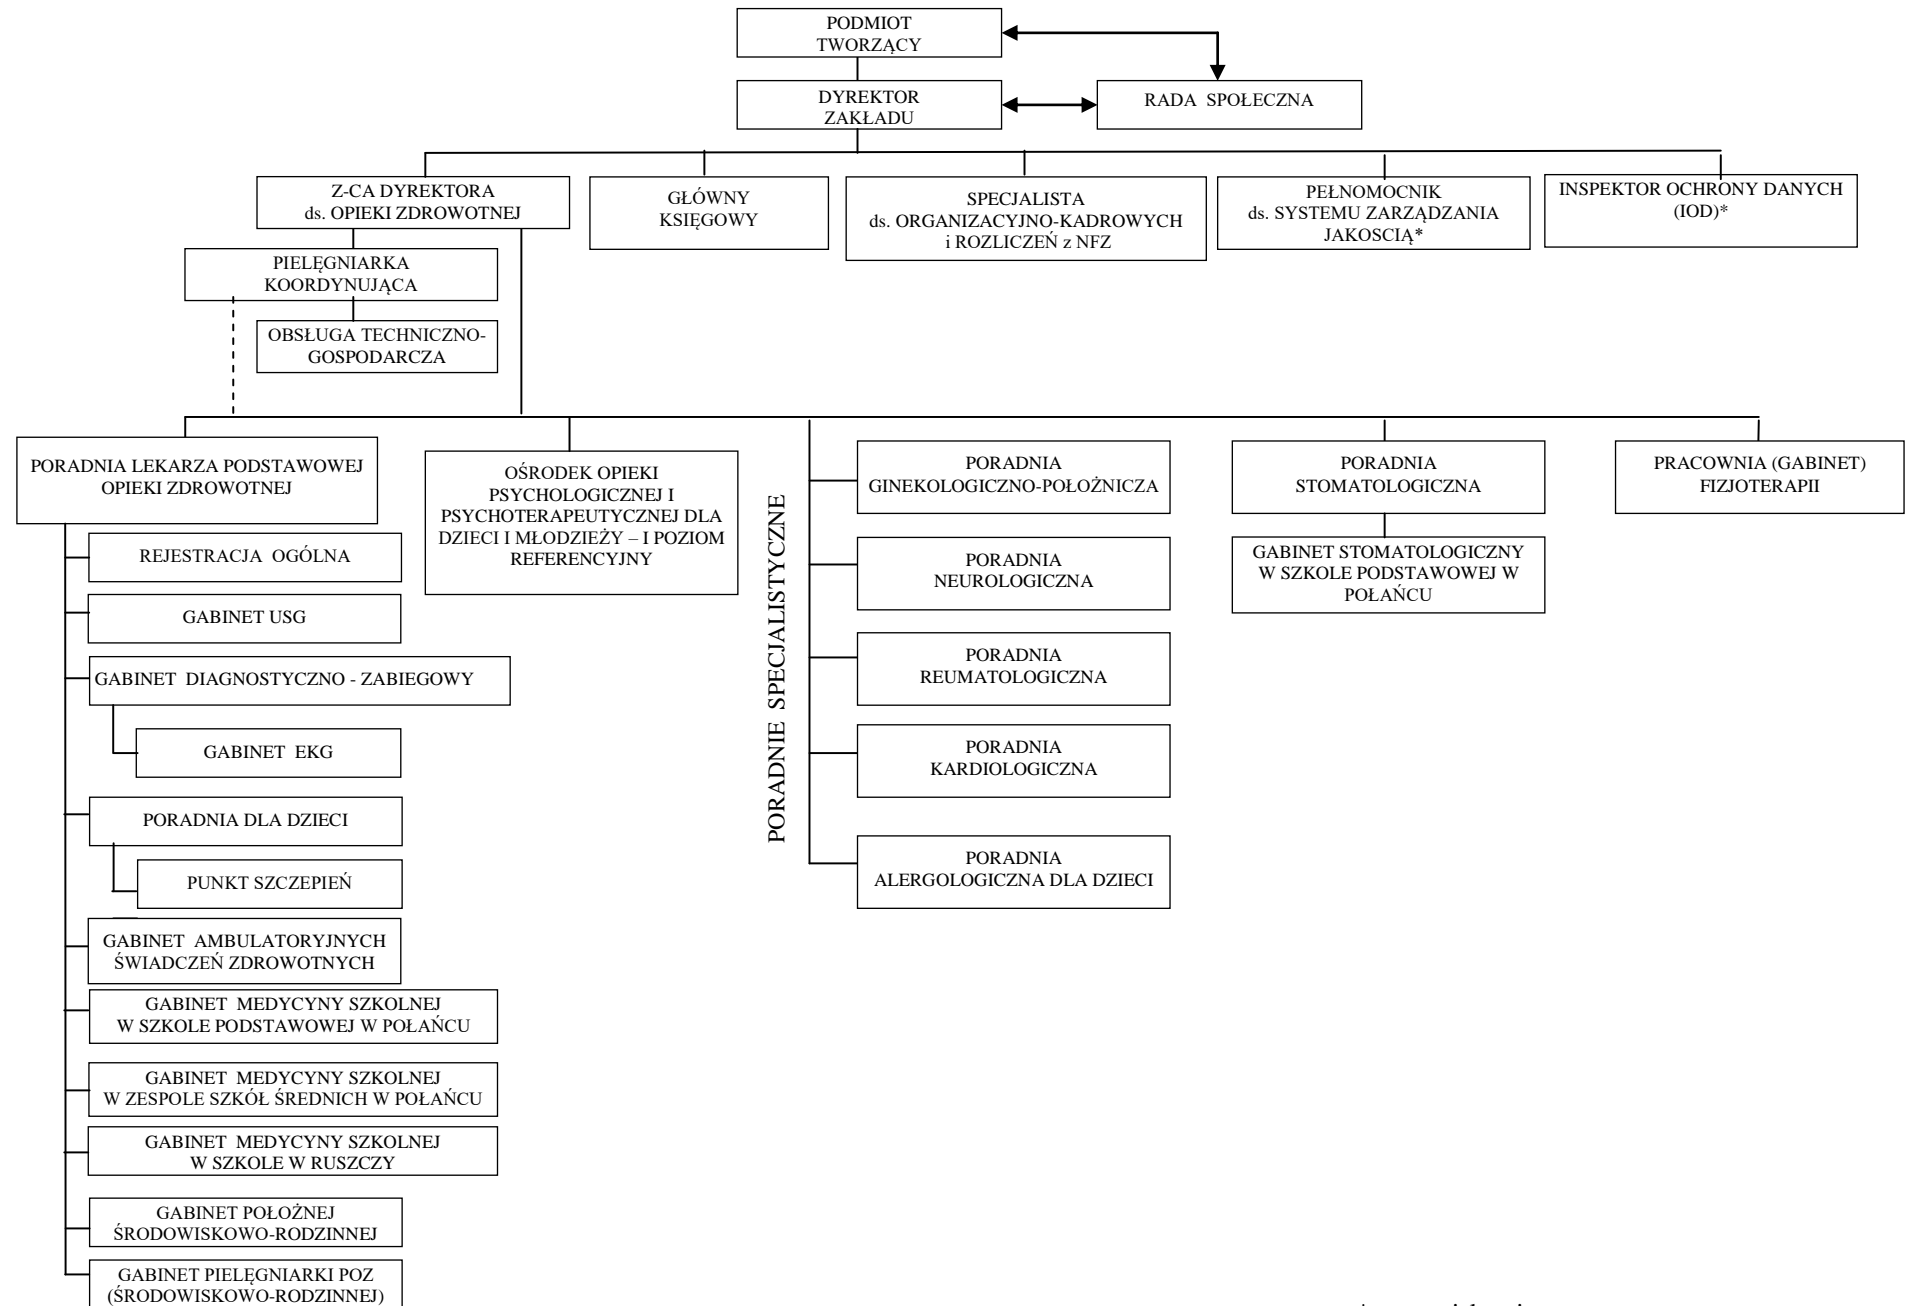 PODMIOT
TWORZĄCY
DYREKTOR
ZAKŁADU
RADA SPOŁECZNA
Z-CA DYREKTORA
ds. OPIEKI ZDROWOTNEJ
GŁÓWNY
KSIĘGOWY
SPECJALISTA
ds. ORGANIZACYJNO-KADROWYCH
i ROZLICZEŃ z NFZ
PEŁNOMOCNIK
ds. SYSTEMU ZARZĄDZANIA
JAKOSCIĄ*
INSPEKTOR OCHRONY DANYCH
(IOD)*
PIELĘGNIARKA
KOORDYNUJĄCA
OBSŁUGA TECHNICZNO-
GOSPODARCZA
PORADNIA LEKARZA PODSTAWOWEJ
OPIEKI ZDROWOTNEJ
REJESTRACJA OGÓLNA
GABINET USG
GABINET DIAGNOSTYCZNO - ZABIEGOWY
GABINET EKG
PORADNIA DLA DZIECI
PUNKT SZCZEPIEŃ
GABINET AMBULATORYJNYCH
ŚWIADCZEŃ ZDROWOTNYCH
GABINET MEDYCYNY SZKOLNEJ
W SZKOLE PODSTAWOWEJ W POŁAŃCU
GABINET MEDYCYNY SZKOLNEJ
W ZESPOLE SZKÓŁ ŚREDNICH W POŁAŃCU
GABINET MEDYCYNY SZKOLNEJ
W SZKOLE W RUSZCZY
GABINET POŁOŻNEJ
ŚRODOWISKOWO-RODZINNEJ
GABINET PIELĘGNIARKI POZ
(ŚRODOWISKOWO-RODZINNEJ)
OŚRODEK OPIEKI
PSYCHOLOGICZNEJ I
PSYCHOTERAPEUTYCZNEJ DLA
DZIECI I MŁODZIEŻY – I POZIOM
REFERENCYJNY
PORADNIE SPECJALISTYCZNE
PORADNIA
GINEKOLOGICZNO-POŁOŻNICZA
PORADNIA
NEUROLOGICZNA
PORADNIA
REUMATOLOGICZNA
PORADNIA
KARDIOLOGICZNA
PORADNIA
ALERGOLOGICZNA DLA DZIECI
PORADNIA
STOMATOLOGICZNA
GABINET STOMATOLOGICZNY
W SZKOLE PODSTAWOWEJ W
POŁAŃCU
PRACOWNIA (GABINET)
FIZJOTERAPII